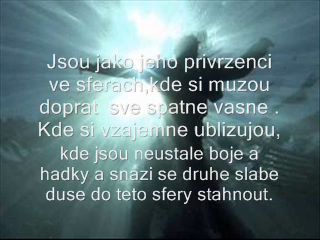 Jsou jako jeho privrzenci
ve sferach,kde si muzou
doprat sve spatne vasne .
Kde si vzajemne ublizujou,
kde jsou neustale boje a
hadky a snazi se druhe slabe
duse do teto sfery stahnout.